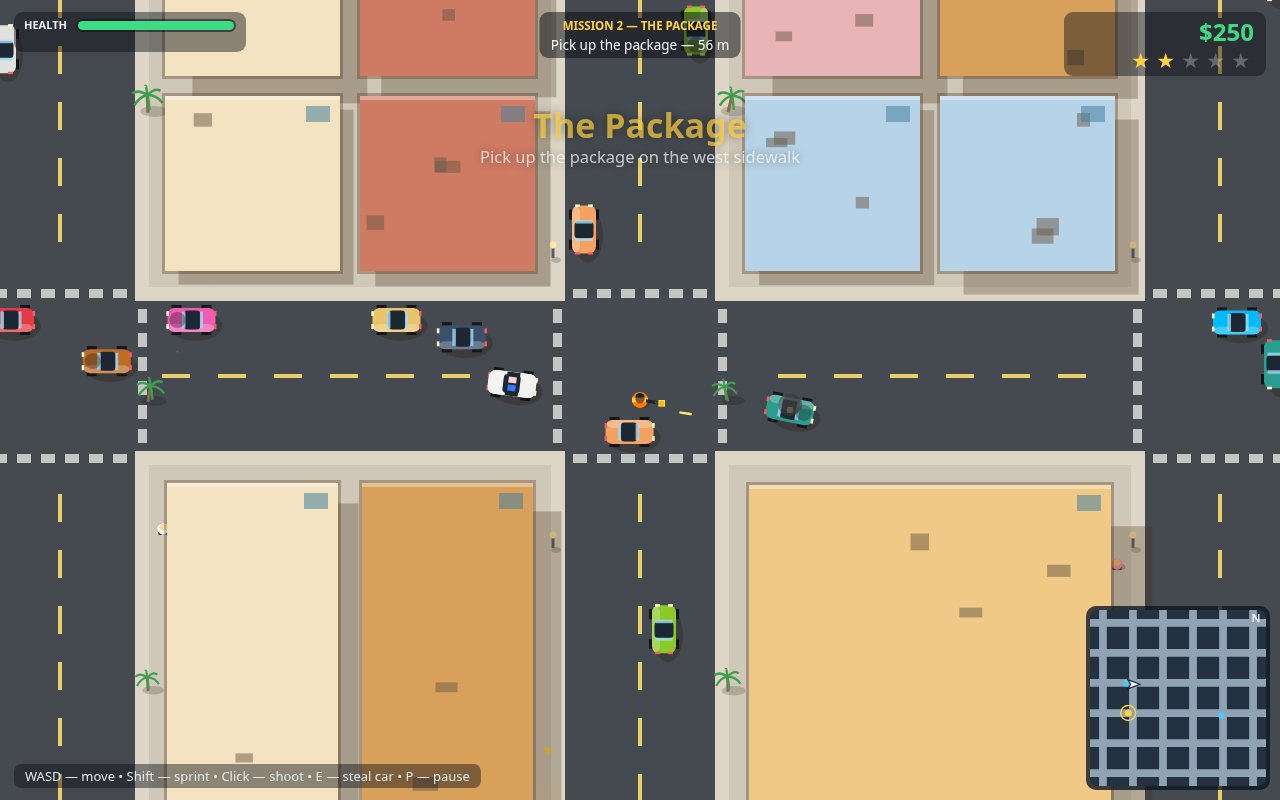 HEALTH
MISSION 2 — THE PACKAGE
Pick up the package — 56 m
$250
★★★★★
The Package
Pick up the package on the west sidewalk
N
WASD — move • Shift — sprint • Click — shoot • E — steal car • P — pause